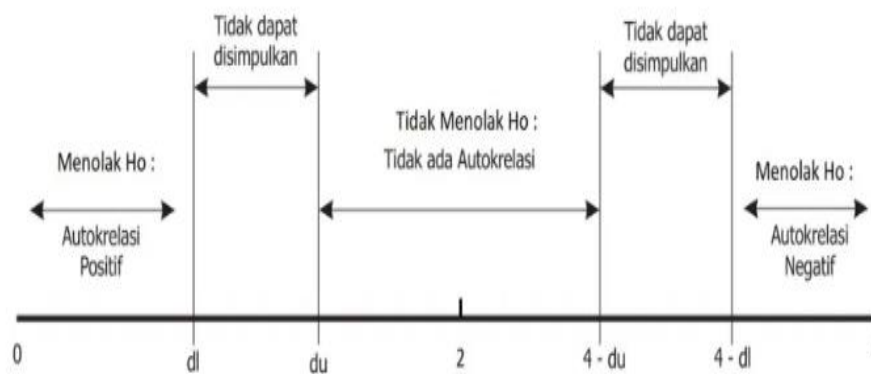 Tidak dapat
disimpulkan
Tidak dapat
disimpulkan
Tidak Menolak Ho :
Tidak ada Autokrelasi
Menolak Ho :
Autokrelasi
Positif
Menolak Ho :
Autokrelasi
Negatif
0
dl
du
2
4 - du
4 - dl